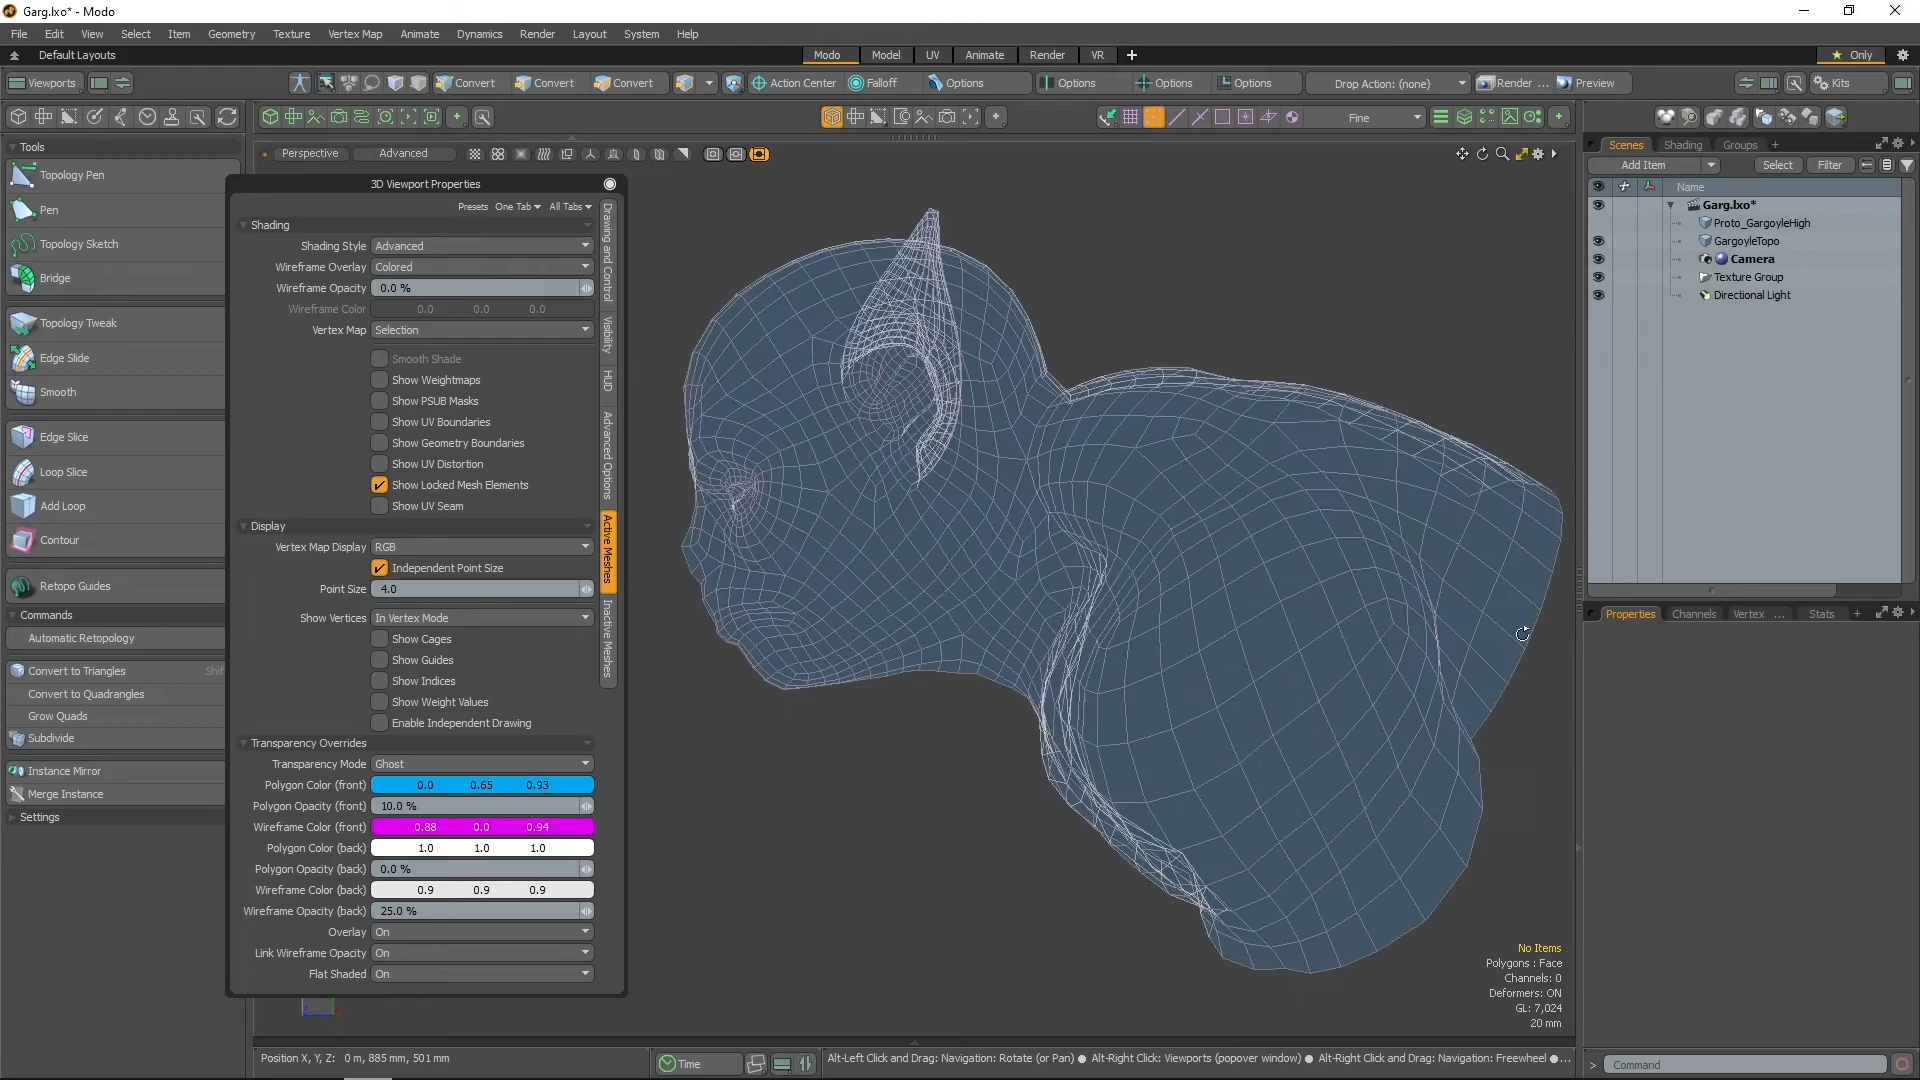 Garg.lxo* - Modo
File Edit View Select Item Geometry Texture Vertex Map Animate Dynamics Render Layout System Help
Default Layouts
Modo Model UV Animate Render VR +
Only
Viewports
Convert Convert Convert Action Center Falloff Options Options Options Options Drop Action: (none) Render ... Preview Kits
Fine
Tools
Topology Pen
Pen
Topology Sketch
Bridge
Topology Tweak
Edge Slide
Smooth
Edge Slice
Loop Slice
Add Loop
Contour
Retopo Guides
Commands
Automatic Retopology
Convert to Triangles Shif
Convert to Quadrangles
Grow Quads
Subdivide
Instance Mirror
Merge Instance
Settings
Perspective Advanced
3D Viewport Properties
Presets One Tab All Tabs
Shading
Shading Style Advanced
Wireframe Overlay Colored
Wireframe Opacity 0.0 %
Wireframe Color 0.0 0.0 0.0
Vertex Map Selection
Smooth Shade
Show Weightmaps
Show PSUB Masks
Show UV Boundaries
Show Geometry Boundaries
Show UV Distortion
Show Locked Mesh Elements
Show UV Seam
Display
Vertex Map Display RGB
Independent Point Size
Point Size 4.0
Show Vertices In Vertex Mode
Show Cages
Show Guides
Show Indices
Show Weight Values
Enable Independent Drawing
Transparency Overrides
Transparency Mode Ghost
Polygon Color (front) 0.0 0.65 0.93
Polygon Opacity (front) 10.0 %
Wireframe Color (front) 0.88 0.0 0.94
Polygon Color (back) 1.0 1.0 1.0
Polygon Opacity (back) 0.0 %
Wireframe Color (back) 0.9 0.9 0.9
Wireframe Opacity (back) 25.0 %
Overlay On
Link Wireframe Opacity On
Flat Shaded On
Drawing and Control
Visibility
HUD
Advanced Options
Active Meshes
Inactive Meshes
No Items
Polygons : Face
Channels: 0
Deformers: ON
GL: 7,024
20 mm
Scenes Shading Groups +
Add Item Select Filter
Name
Garg.lxo*
Proto_GargoyleHigh
GargoyleTopo
Camera
Texture Group
Directional Light
Properties Channels Vertex ... Stats +
Position X, Y, Z: 0 m, 885 mm, 501 mm
Time
Alt-Left Click and Drag: Navigation: Rotate (or Pan) ● Alt-Right Click: Viewports (popover window) ● Alt-Right Click and Drag: Navigation: Freewheel ●...
> Command